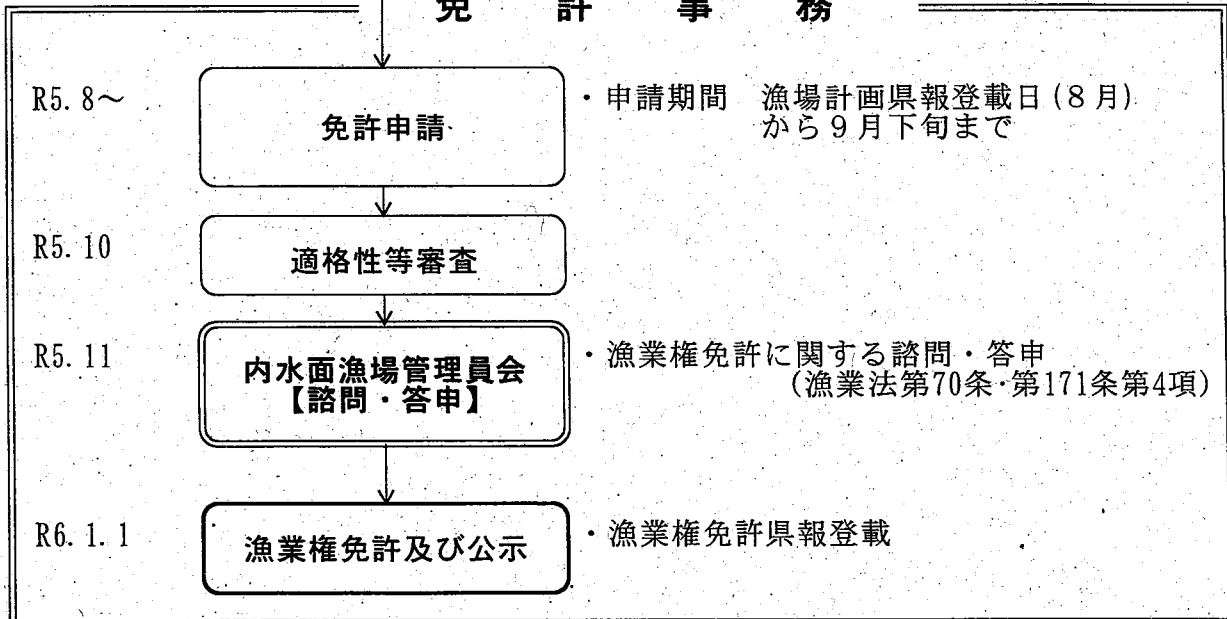 免許事務
R5. 8～
免許申請
・申請期間　漁場計画県報登載日(８月)
から９月下旬まで
R5. 10
適格性等審査
R5. 11
内水面漁場管理員会
【諮問・答申】
・漁業権免許に関する諮問・答申
(漁業法第70条・第171条第4項)
R6. 1. 1
漁業権免許及び公示
・漁業権免許県報登載